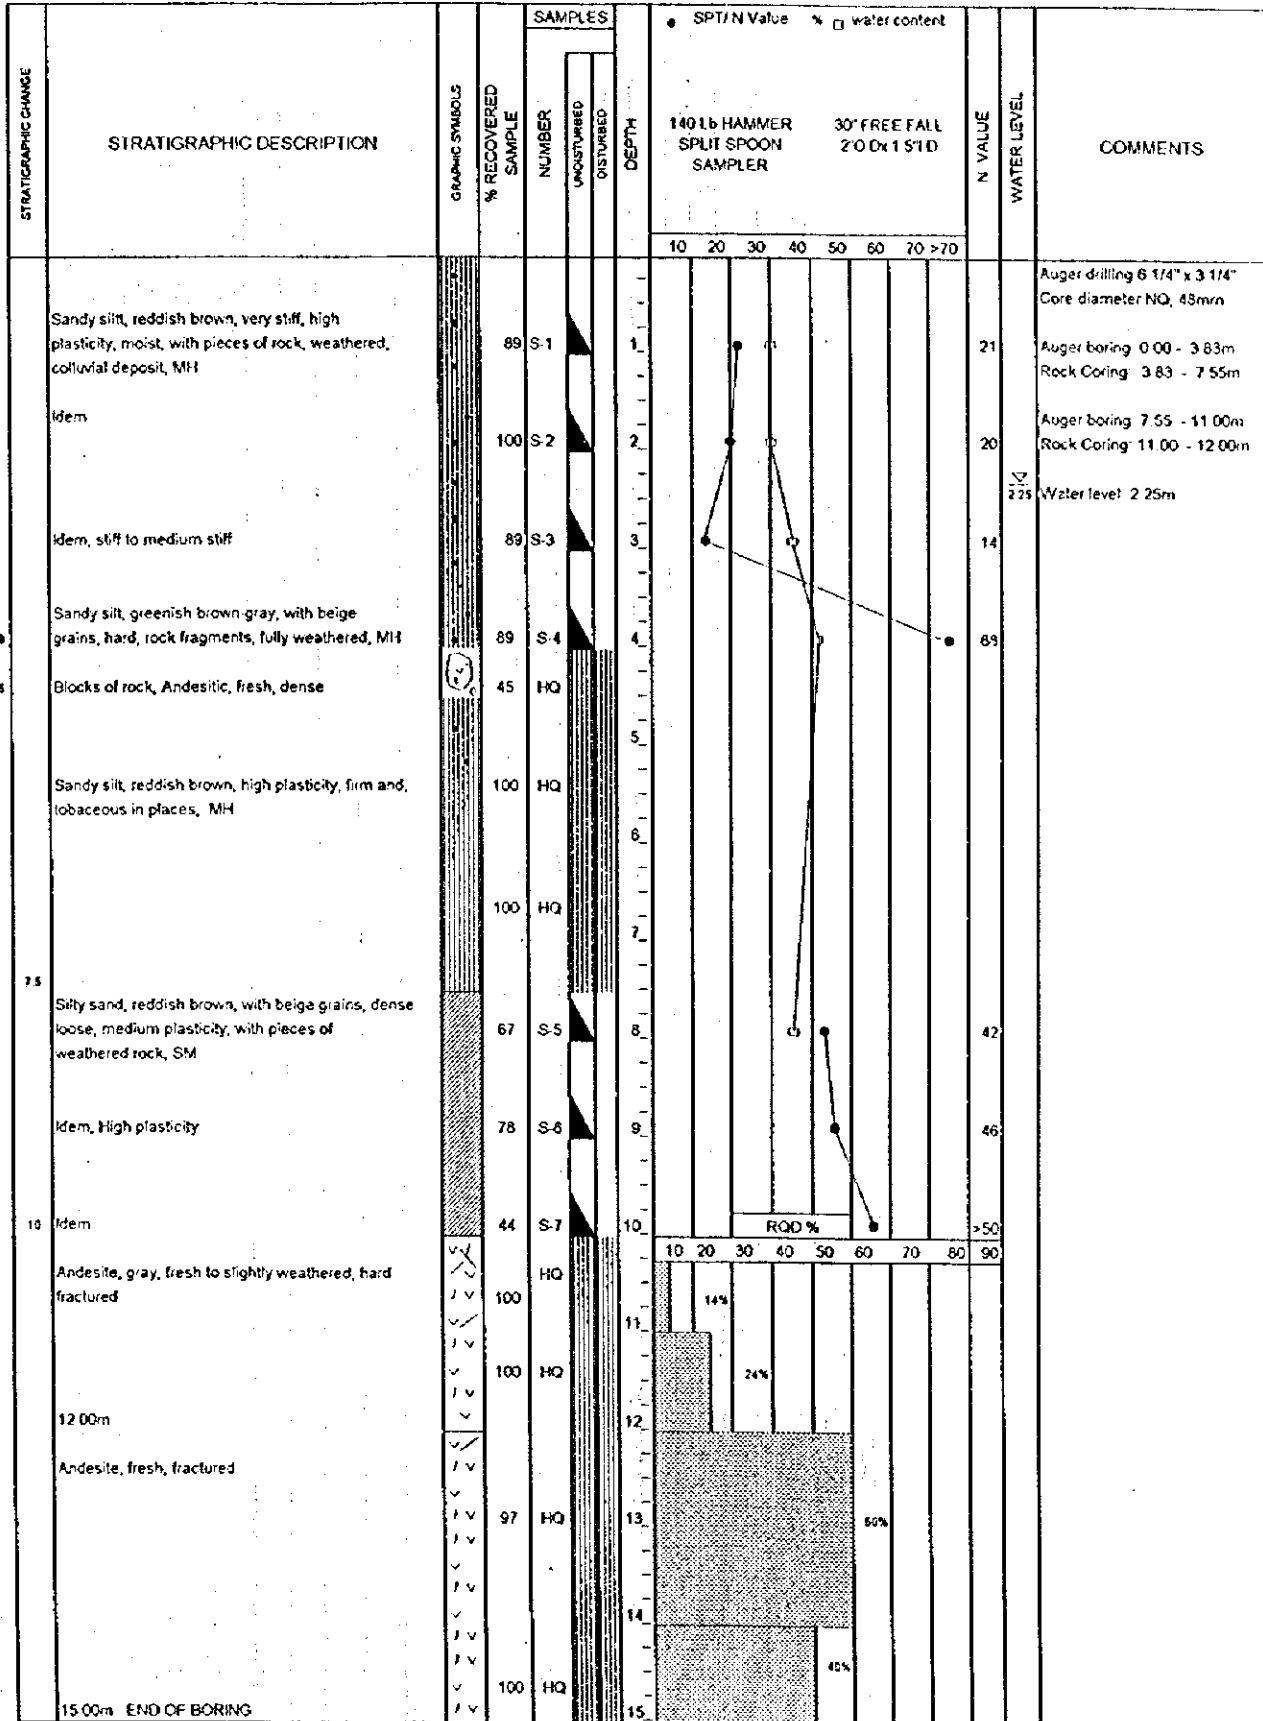 SAMPLES
SPT/ N Value % water content
STRATIGRAPHIC CHANGE
STRATIGRAPHIC DESCRIPTION
GRAPHIC SYMBOLS
% RECOVERED SAMPLE
NUMBER
UNDISTURBED
DISTURBED
DEPTH
140 Lb HAMMER
SPLIT SPOON
SAMPLER
30" FREE FALL
2"O Dx 1 5"I D
N VALUE
WATER LEVEL
COMMENTS
10 20 30 40 50 60 70 >70
Auger drilling 6 1/4" x 3 1/4"
Core diameter NQ, 48mm
Sandy silt, reddish brown, very stiff, high
plasticity, moist, with pieces of rock, weathered,
colluvial deposit, MH
89 S-1 1 21
Auger boring 0.00 - 3 83m
Rock Coring 3 83 - 7 55m
Idem
100 S-2 2 20
Auger boring 7.55 - 11 00m
Rock Coring 11.00 - 12 00m
2 25 Water level 2 25m
Idem, stiff to medium stiff
89 S-3 3 14
Sandy silt, greenish brown-gray, with beige
grains, hard, rock fragments, fully weathered, MH
89 S-4 4
Blocks of rock, Andesitic, fresh, dense
45 HQ
5
Sandy silt, reddish brown, high plasticity, firm and,
tobaceous in places, MH
100 HQ
6
100 HQ
7
7 5
Silty sand, reddish brown, with beige grains, dense
loose, medium plasticity, with pieces of
weathered rock, SM
67 S-5 8 42
Idem, High plasticity
78 S-6 9 46
10 Idem
44 S-7 10 >50
RQD %
10 20 30 40 50 60 70 80 90
Andesite, gray, fresh to slightly weathered, hard
fractured
HQ
100
14%
11
100 HQ
24%
12 00m
12
Andesite, fresh, fractured
97 HQ 13
14
100 HQ
15 00m END OF BORING
15